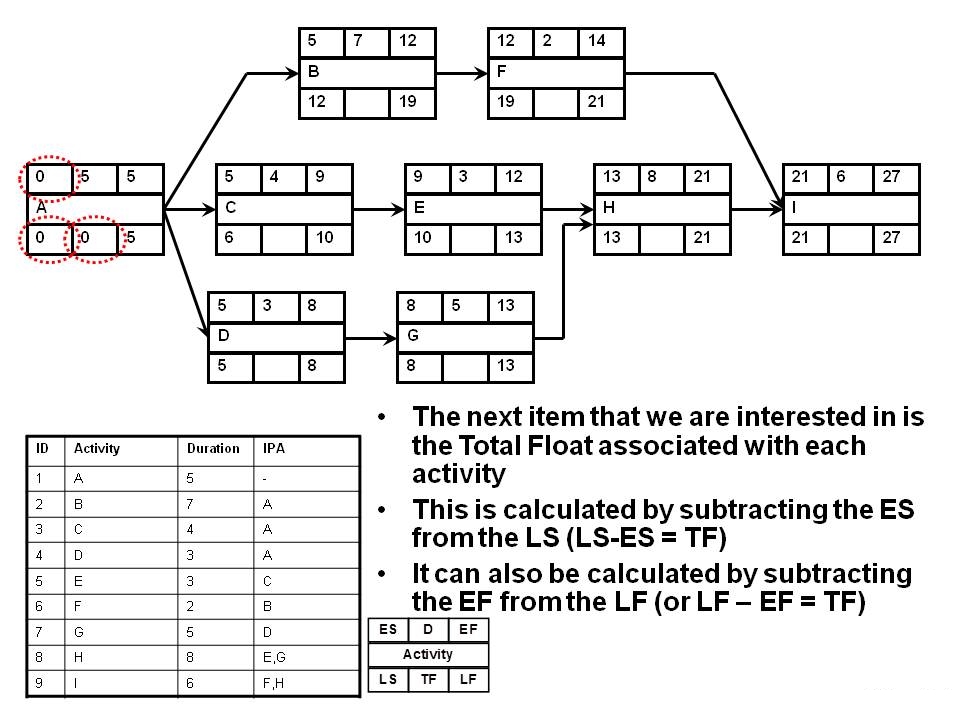 5 7 12
B
12 19
12 2 14
F
19 21
0 5 5
A
0 0 5
5 4 9
C
6 10
9 3 12
E
10 13
13 8 21
H
13 21
21 6 27
I
21 27
5 3 8
D
5 8
8 5 13
G
8 13
• The next item that we are interested in is
the Total Float associated with each
activity
• This is calculated by subtracting the ES
from the LS (LS-ES = TF)
• It can also be calculated by subtracting
the EF from the LF (or LF – EF = TF)
ID Activity Duration IPA
1 A 5 -
2 B 7 A
3 C 4 A
4 D 3 A
5 E 3 C
6 F 2 B
7 G 5 D
8 H 8 E,G
9 I 6 F,H
ES D EF
Activity
LS TF LF